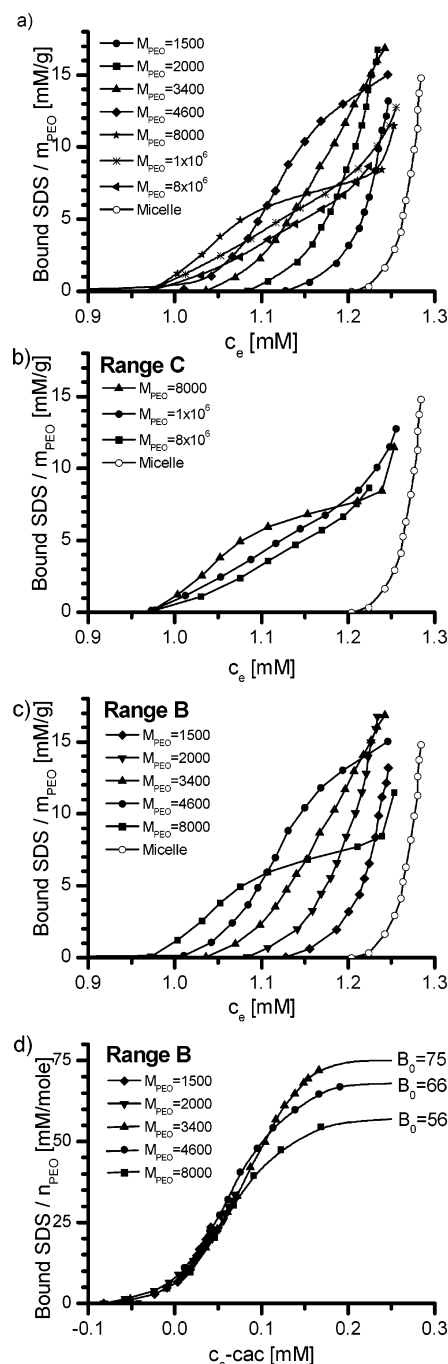 a)
Bound SDS / m_PEO [mM/g]
15
10
5
0
M_PEO=1500
M_PEO=2000
M_PEO=3400
M_PEO=4600
M_PEO=8000
M_PEO=1x10^6
M_PEO=8x10^6
Micelle
0.9 1.0 1.1 1.2 1.3
c_e [mM]
b)
Range C
Bound SDS / m_PEO [mM/g]
15
10
5
0
M_PEO=8000
M_PEO=1x10^6
M_PEO=8x10^6
Micelle
0.9 1.0 1.1 1.2 1.3
c_e [mM]
c)
Range B
Bound SDS / m_PEO [mM/g]
15
10
5
0
M_PEO=1500
M_PEO=2000
M_PEO=3400
M_PEO=4600
M_PEO=8000
Micelle
0.9 1.0 1.1 1.2 1.3
c_e [mM]
d)
Range B
Bound SDS / n_PEO [mM/mole]
75
50
25
0
M_PEO=1500
M_PEO=2000
M_PEO=3400
M_PEO=4600
M_PEO=8000
B_0=75
B_0=66
B_0=56
-0.1 0.0 0.1 0.2 0.3
c_e-cac [mM]